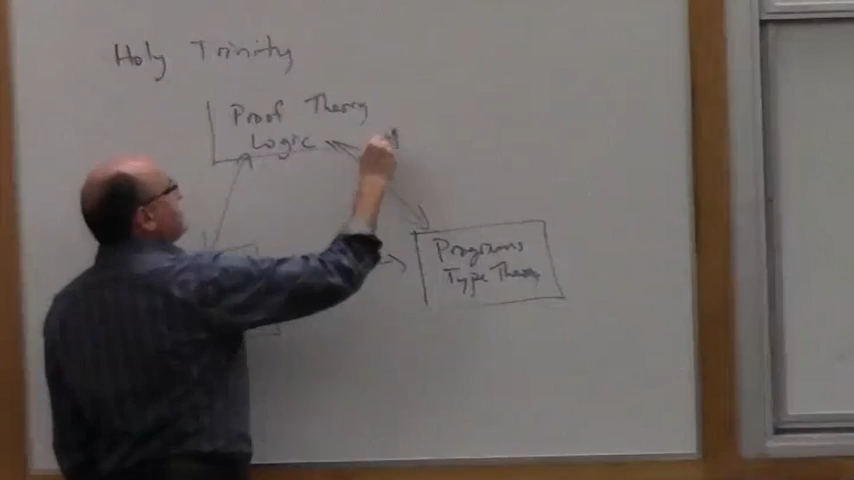 Holy Trinity
Proof Theory
Logic
Programs
Type Theory